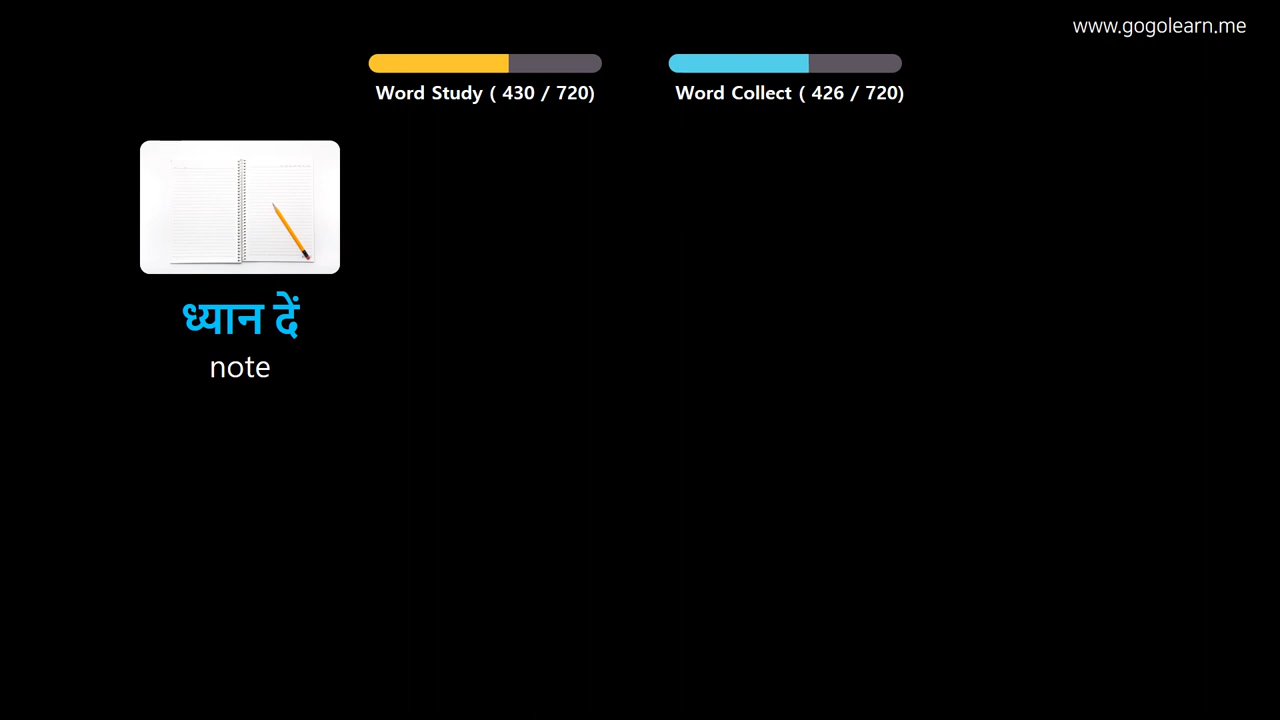 www.gogolearn.me
Word Study ( 430 / 720)
Word Collect ( 426 / 720)
ध्यान दें
note